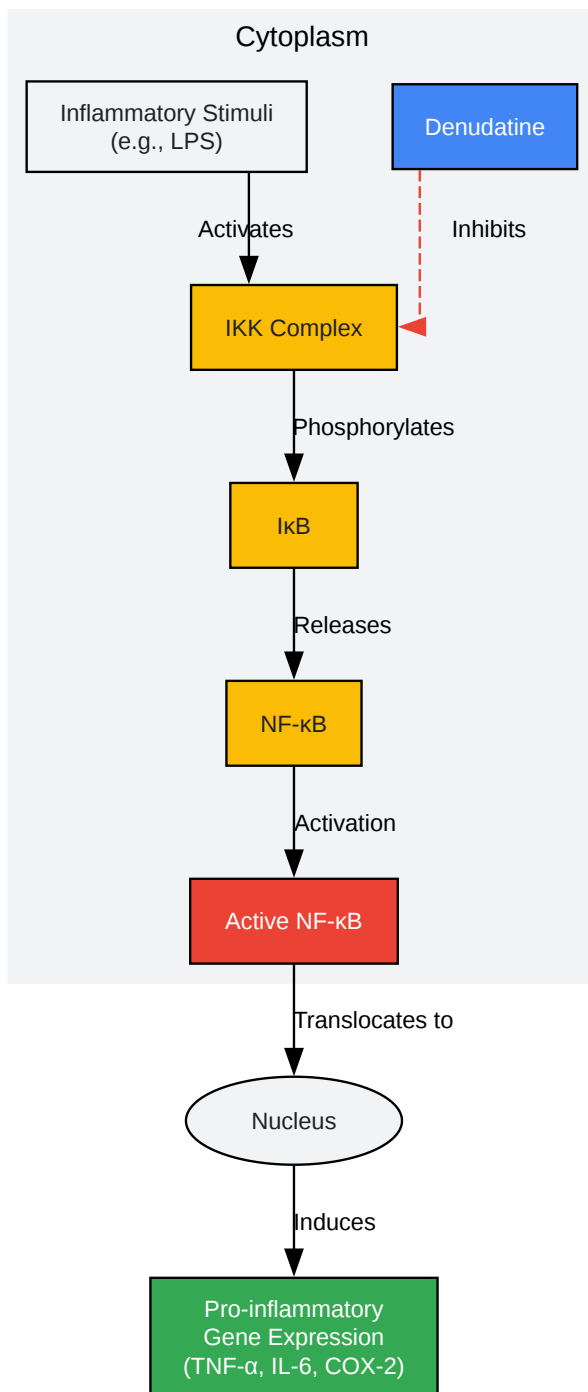 Cytoplasm
Inflammatory Stimuli
(e.g., LPS)
Denudatine
Activates
Inhibits
IKK Complex
Phosphorylates
IκB
Releases
NF-κB
Activation
Active NF-κB
Translocates to
Nucleus
Induces
Pro-inflammatory
Gene Expression
(TNF-α, IL-6, COX-2)